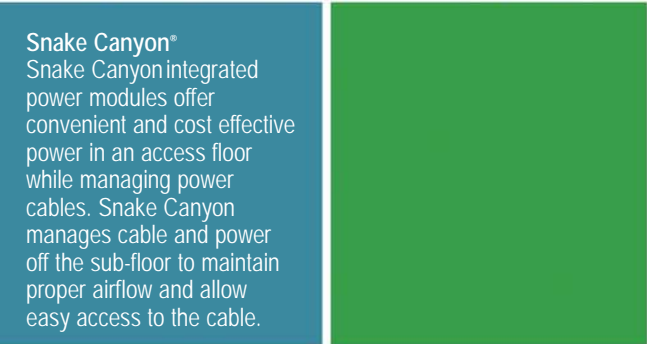 Snake Canyon®
Snake Canyon integrated
power modules offer
convenient and cost effective
power in an access floor
while managing power
cables. Snake Canyon
manages cable and power
off the sub-floor to maintain
proper airflow and allow
easy access to the cable.